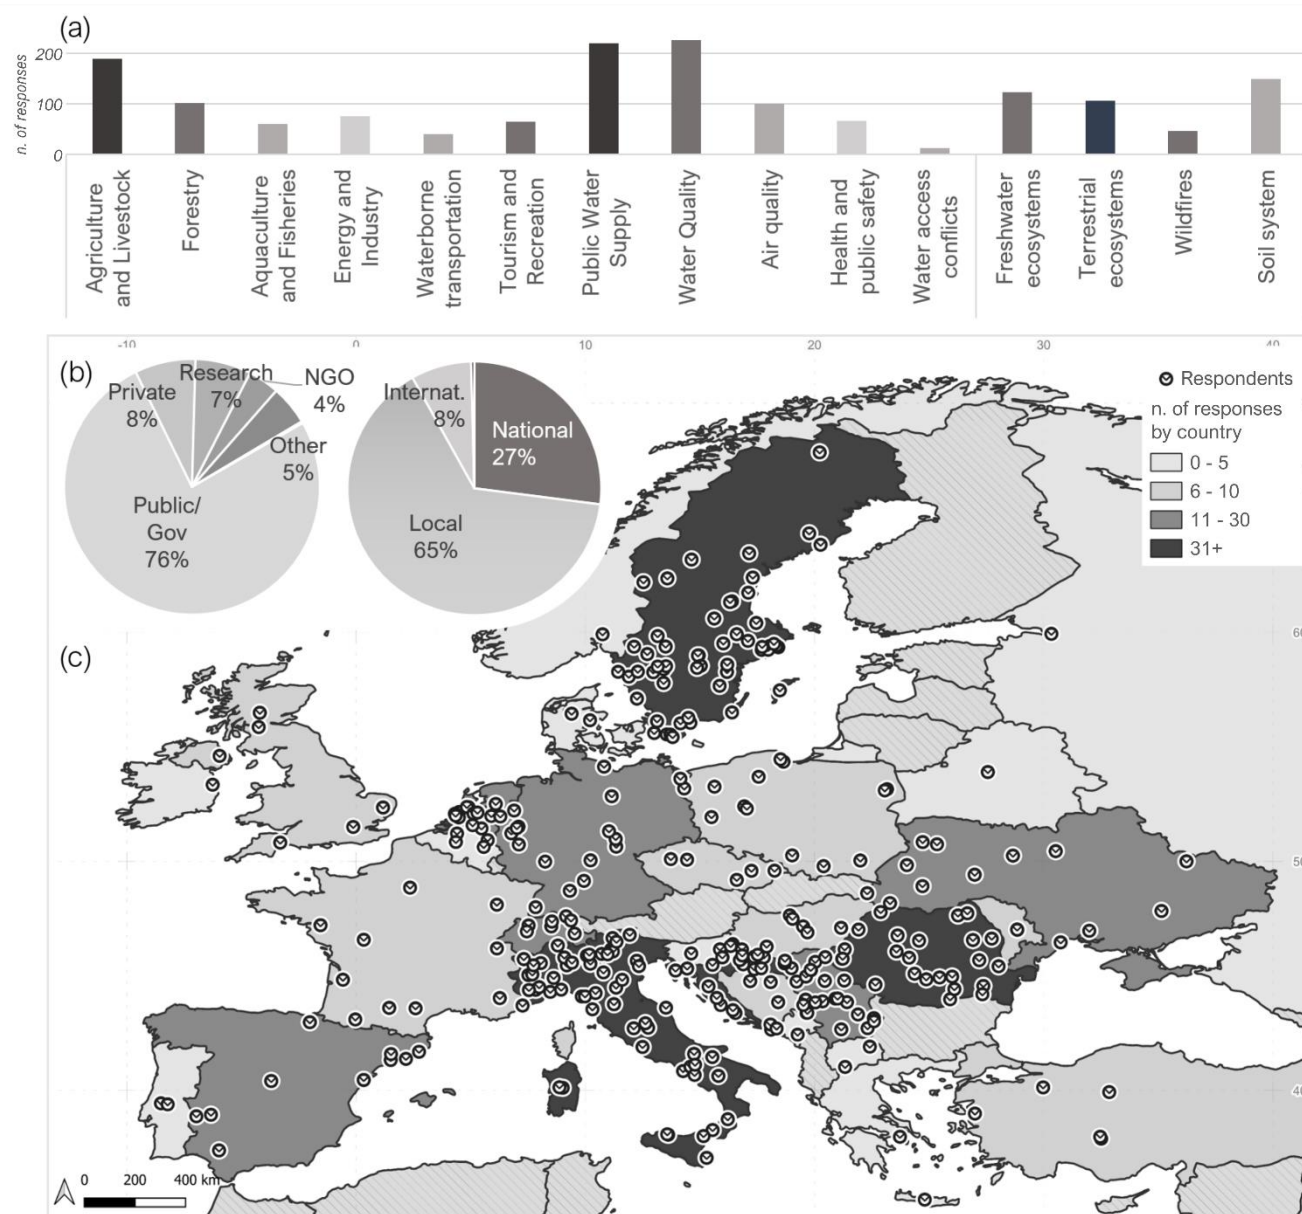 (a)
n. of responses
200
100
0
Agriculture
and Livestock
Forestry
Aquaculture
and Fisheries
Energy and
Industry
Waterborne
transportation
Tourism and
Recreation
Public Water
Supply
Water Quality
Air quality
Health and
public safety
Water access
conflicts
Freshwater
ecosystems
Terrestrial
ecosystems
Wildfires
Soil system
-10
0
10
20
30
40
(b)
Private
8%
Research
7%
NGO
4%
Other
5%
Public/
Gov
76%
Internat.
8%
National
27%
Local
65%
Respondents
n. of responses
by country
0 - 5
6 - 10
11 - 30
31+
(c)
0
200
400 km